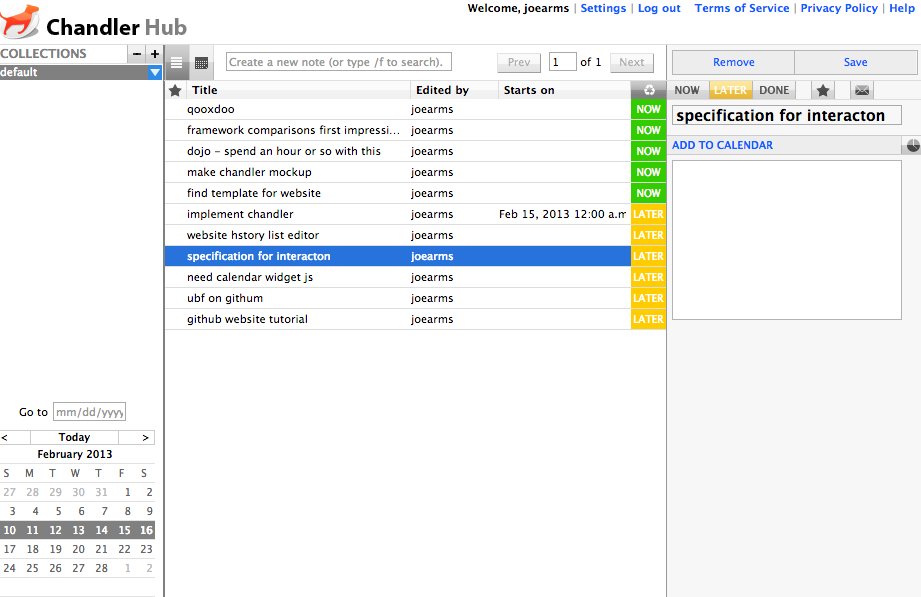 Welcome, joearms | Settings | Log out Terms of Service | Privacy Policy | Help
Chandler Hub
COLLECTIONS − +
default
Create a new note (or type /f to search).
Prev 1 of 1 Next
Title Edited by Starts on
qooxdoo joearms NOW
framework comparisons first impressi... joearms NOW
dojo - spend an hour or so with this joearms NOW
make chandler mockup joearms NOW
find template for website joearms NOW
implement chandler joearms Feb 15, 2013 12:00 a.m LATER
website hstory list editor joearms LATER
specification for interacton joearms LATER
need calendar widget js joearms LATER
ubf on githum joearms LATER
github website tutorial joearms LATER
Remove Save
NOW LATER DONE
specification for interacton
ADD TO CALENDAR
Go to mm/dd/yyyy
< Today >
February 2013
S M T W T F S
27 28 29 30 31 1 2
3 4 5 6 7 8 9
10 11 12 13 14 15 16
17 18 19 20 21 22 23
24 25 26 27 28 1 2